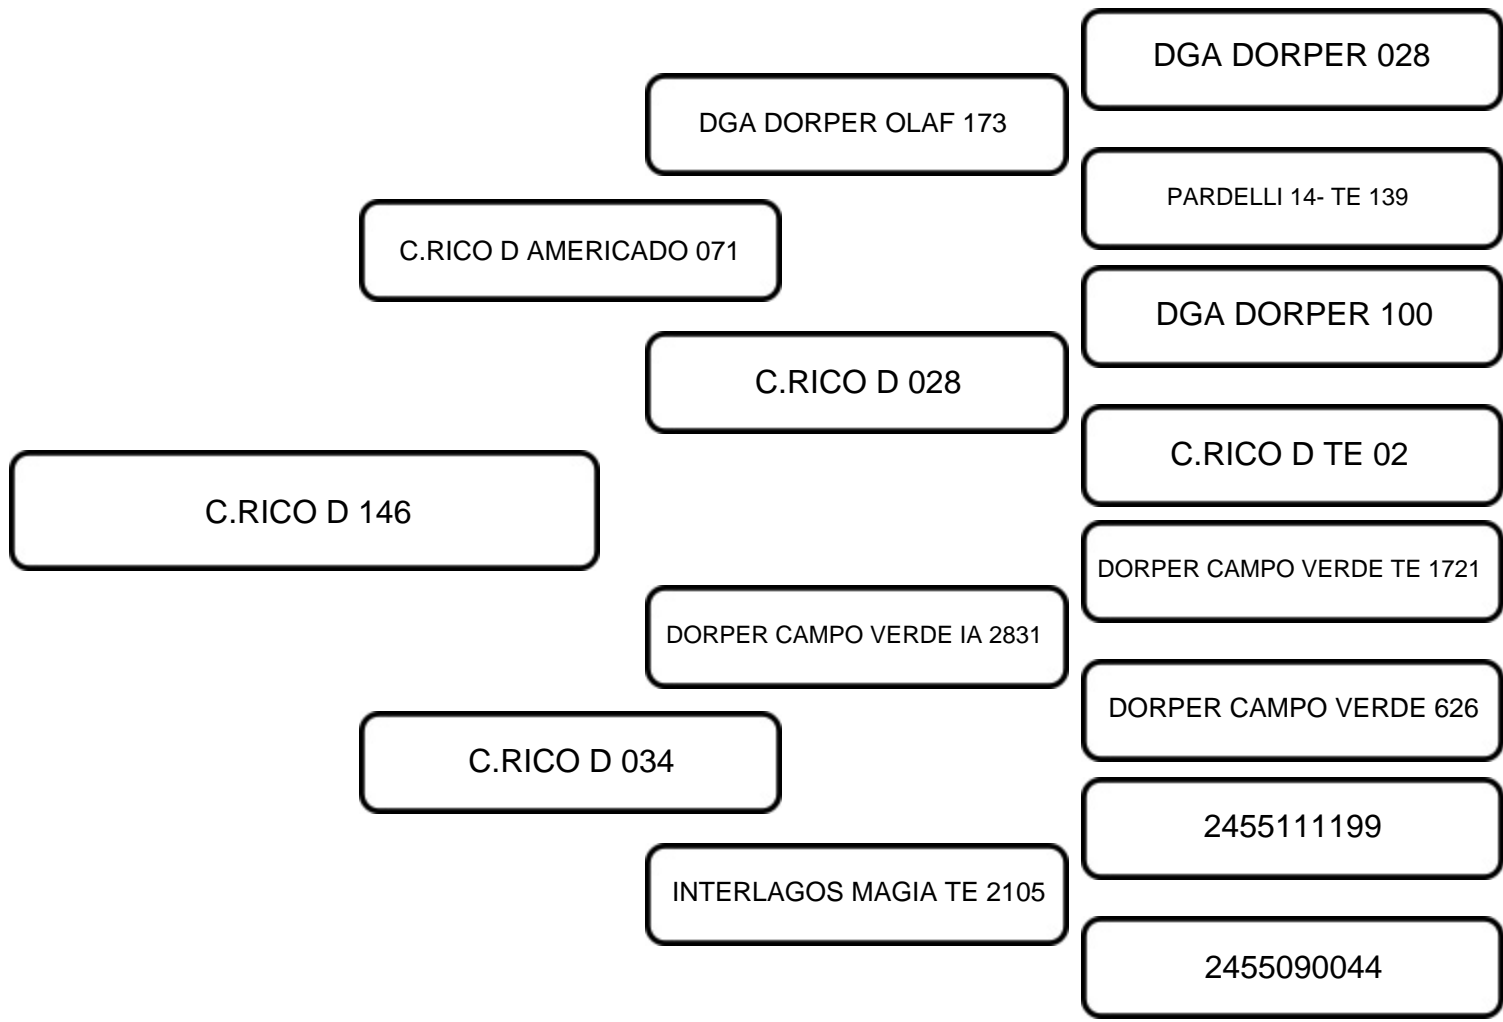 DGA DORPER 028
DGA DORPER OLAF 173
PARDELLI 14- TE 139
C.RICO D AMERICADO 071
DGA DORPER 100
C.RICO D 028
C.RICO D TE 02
C.RICO D 146
DORPER CAMPO VERDE TE 1721
DORPER CAMPO VERDE IA 2831
DORPER CAMPO VERDE 626
C.RICO D 034
2455111199
INTERLAGOS MAGIA TE 2105
2455090044